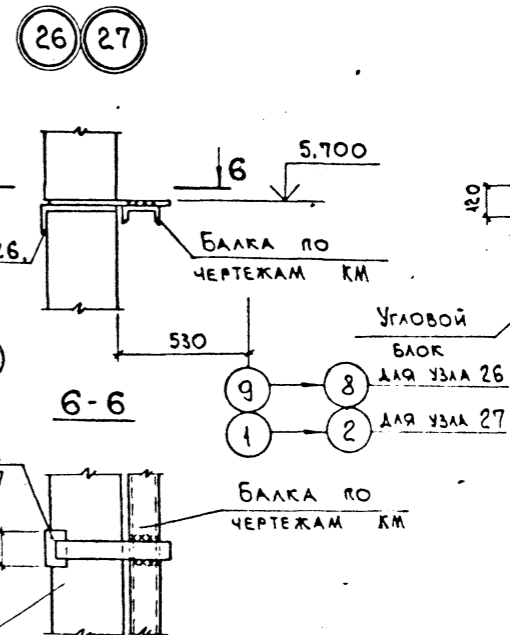 26 27
6
5.700
120
26.
БАЛКА ПО
ЧЕРТЕЖАМ КМ
530
УГЛОВОЙ
БЛОК
9 8 ДЛЯ УЗЛА 26
1 2 ДЛЯ УЗЛА 27
6-6
БАЛКА ПО
ЧЕРТЕЖАМ КМ